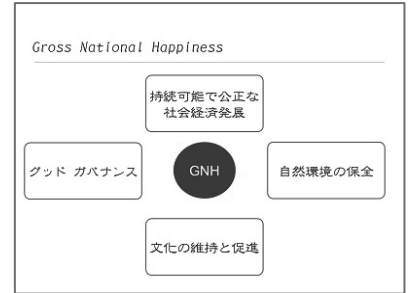 Gross National Happiness
持続可能で公正な
社会経済発展
グッド ガバナンス
GNH
自然環境の保全
文化の維持と促進